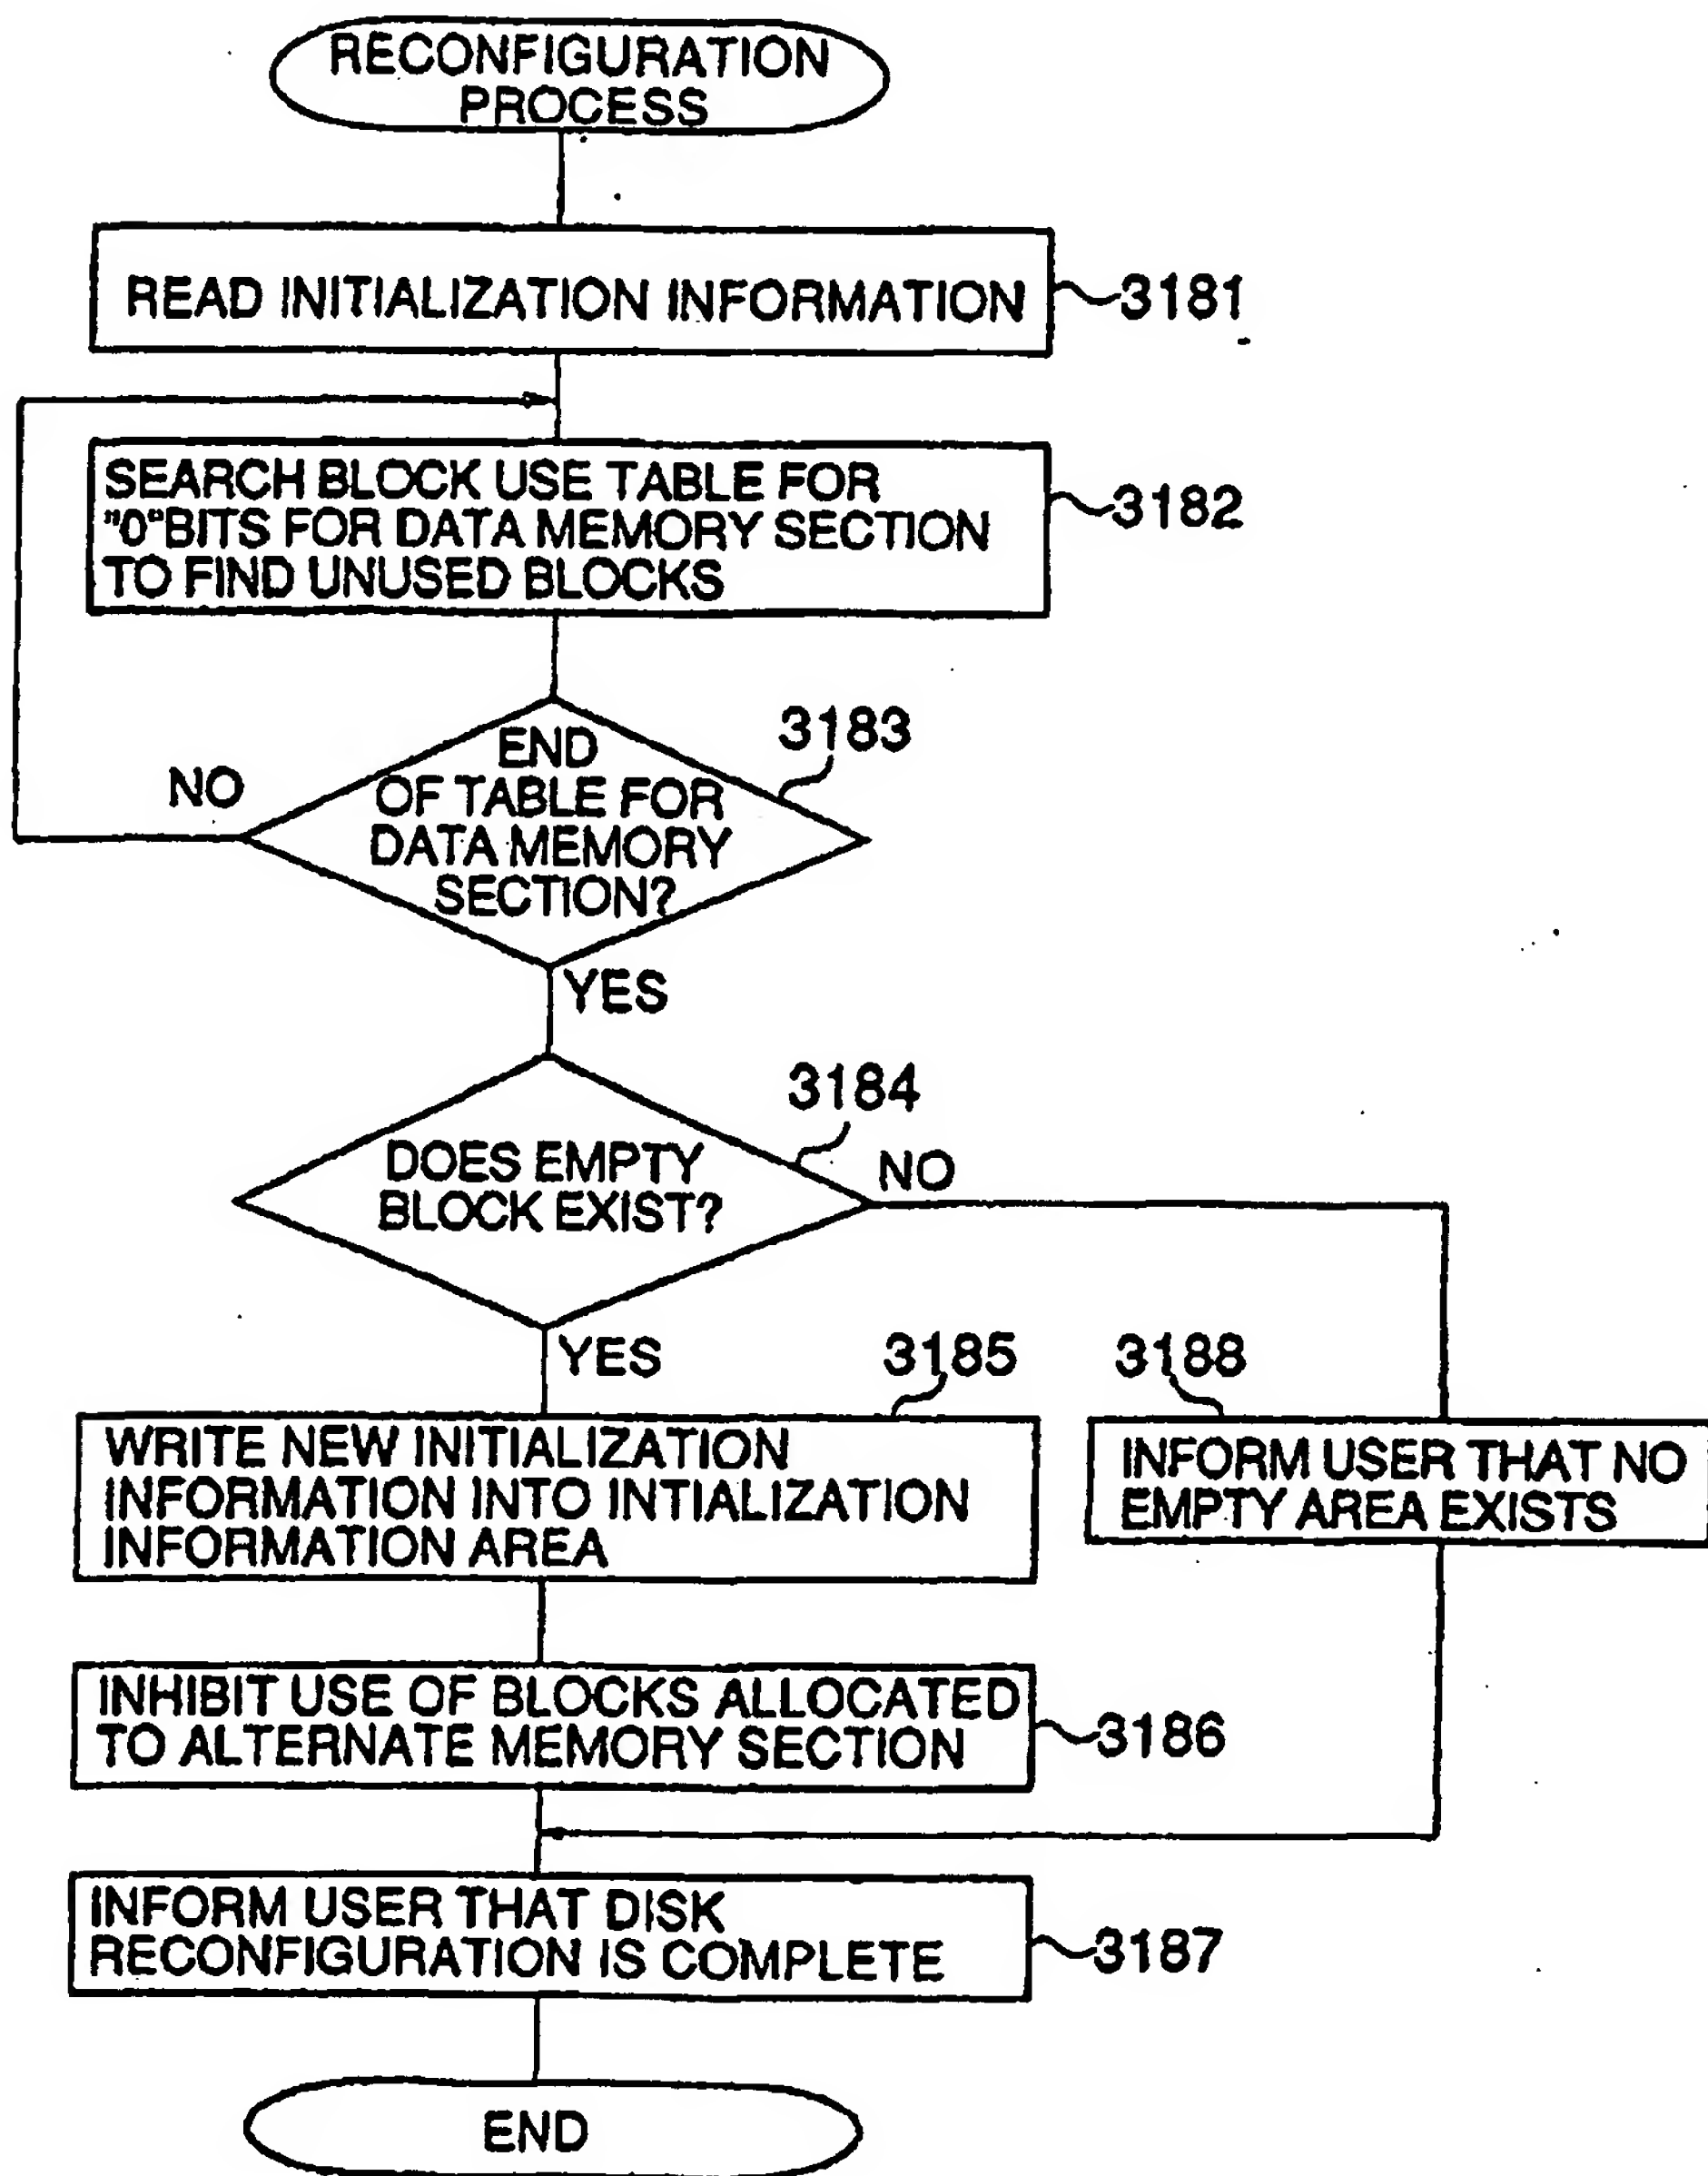 RECONFIGURATION
PROCESS
READ INITIALIZATION INFORMATION
3181
SEARCH BLOCK USE TABLE FOR
"0"BITS FOR DATA MEMORY SECTION
TO FIND UNUSED BLOCKS
3182
END
OF TABLE FOR
DATA MEMORY
SECTION?
3183
NO
YES
DOES EMPTY
BLOCK EXIST?
3184
NO
YES
3185
3188
WRITE NEW INITIALIZATION
INFORMATION INTO INTIALIZATION
INFORMATION AREA
INFORM USER THAT NO
EMPTY AREA EXISTS
INHIBIT USE OF BLOCKS ALLOCATED
TO ALTERNATE MEMORY SECTION
3186
INFORM USER THAT DISK
RECONFIGURATION IS COMPLETE
3187
END